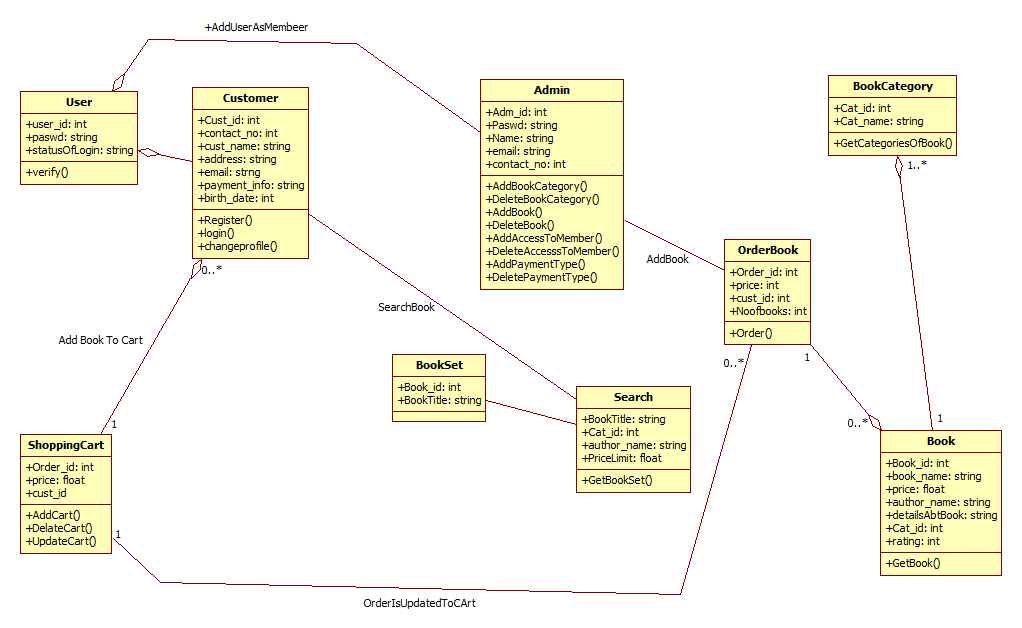 +AddUserAsMembeer
User
+user_id: int
+paswd: string
+statusOfLogin: string
+verify()
Customer
+Cust_id: int
+contact_no: int
+cust_name: string
+address: string
+email: strng
+payment_info: string
+birth_date: int
+Register()
+login()
+changeprofile()
0..*
Admin
+Adm_id: int
+Paswd: string
+Name: string
+email: string
+contact_no: int
+AddBookCategory()
+DeleteBookCategory()
+AddBook()
+DeleteBook()
+AddAccessToMember()
+DeleteAccesssToMember()
+AddPaymentType()
+DeletePaymentType()
BookCategory
+Cat_id: int
+Cat_name: string
+GetCategoriesOfBook()
1..*
AddBook
OrderBook
+Order_id: int
+price: int
+cust_id: int
+Noofbooks: int
+Order()
0..*
1
SearchBook
Add Book To Cart
BookSet
+Book_id: int
+BookTitle: string
Search
+BookTitle: string
+Cat_id: int
+author_name: string
+PriceLimit: float
+GetBookSet()
1
ShoppingCart
+Order_id: int
+price: float
+cust_id
+AddCart()
+DelateCart()
+UpdateCart()
1
0..*
1
Book
+Book_id: int
+book_name: string
+price: float
+author_name: string
+detailsAbtBook: string
+Cat_id: int
+rating: int
+GetBook()
OrderIsUpdatedToCArt